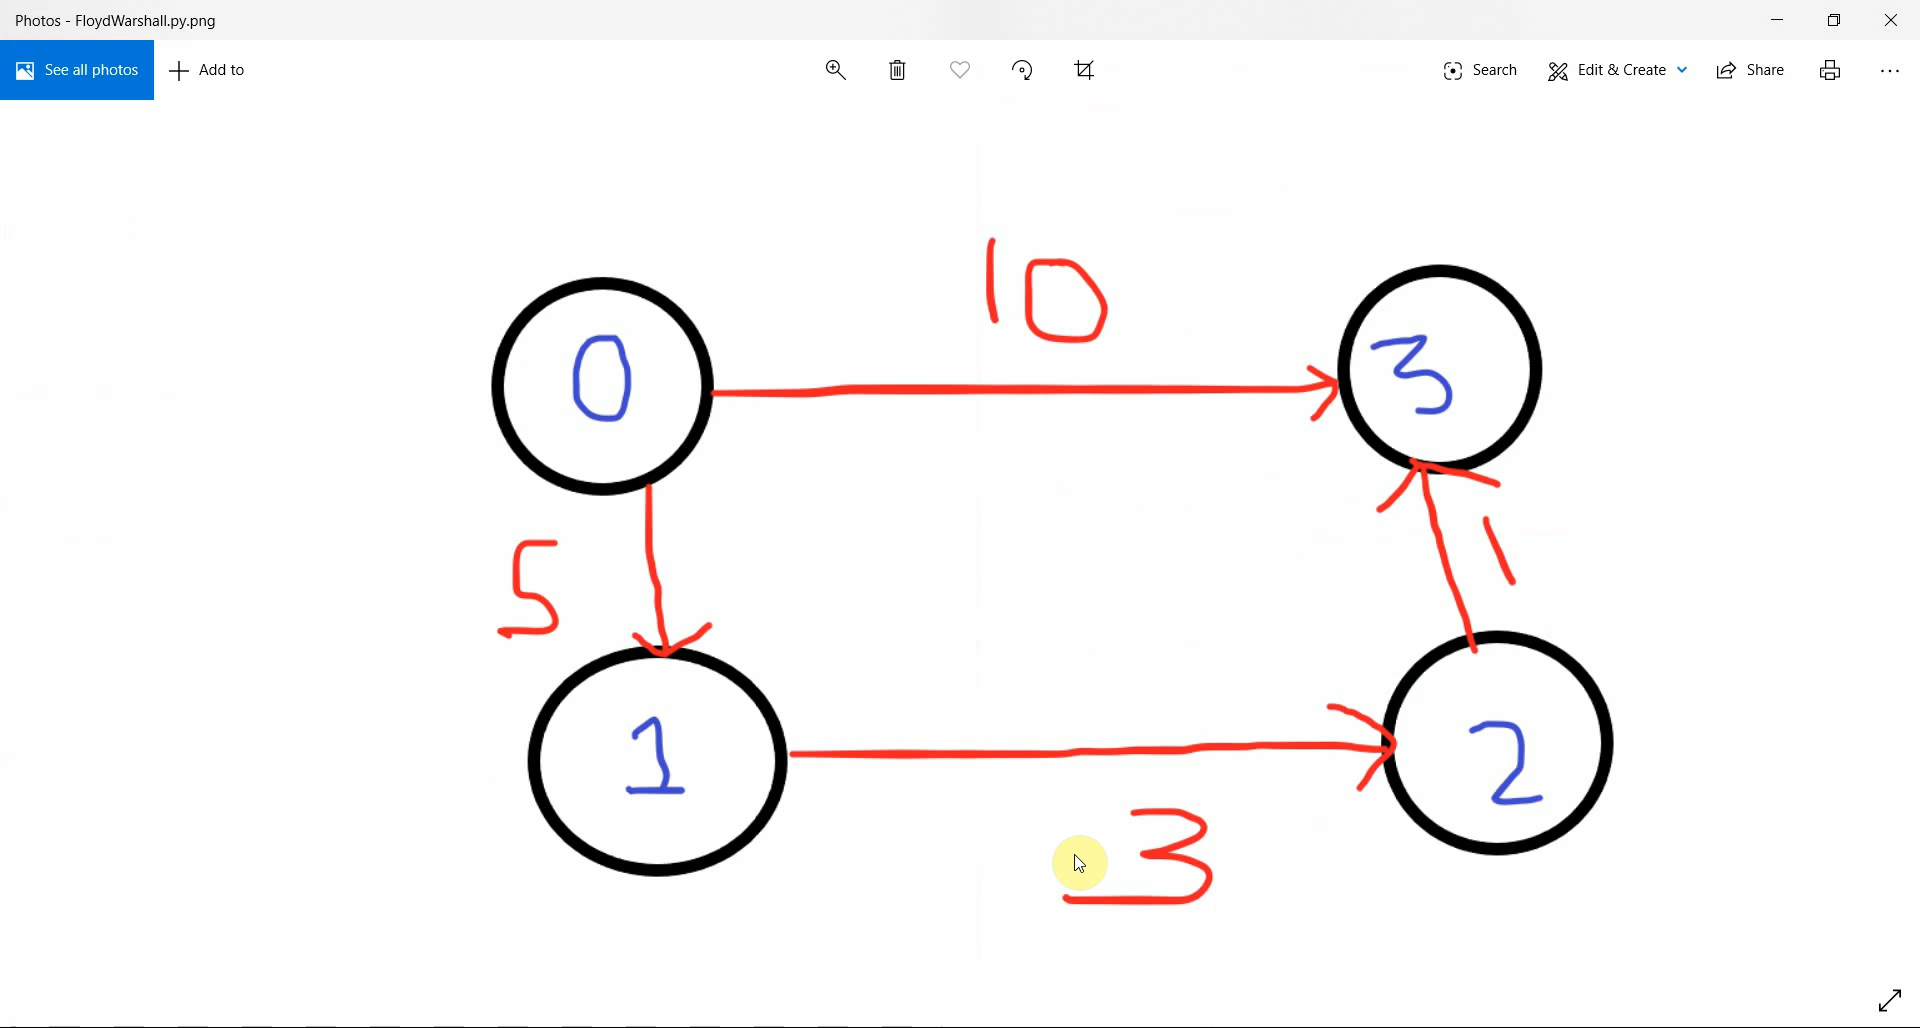 Photos - FloydWarshall.py.png
See all photos Add to Search Edit & Create Share
10
0 3
5 1
1 2
3